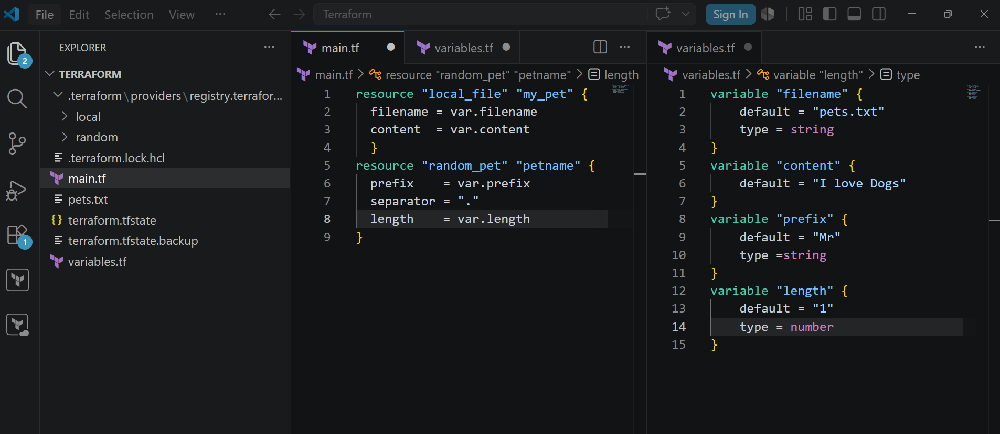 File Edit Selection View ··· Terraform Sign In
EXPLORER ···
2
TERRAFORM
.terraform\providers\registry.terrafor...
local
random
.terraform.lock.hcl
main.tf
pets.txt
{} terraform.tfstate
terraform.tfstate.backup
variables.tf
1
main.tf variables.tf ···
main.tf > resource "random_pet" "petname" > length
1 resource "local_file" "my_pet" {
2   filename = var.filename
3   content  = var.content
4   }
5 resource "random_pet" "petname" {
6   prefix    = var.prefix
7   separator = "."
8   length    = var.length
9 }
variables.tf ···
variables.tf > variable "length" > type
1 variable "filename" {
2     default = "pets.txt"
3     type = string
4 }
5 variable "content" {
6     default = "I love Dogs"
7 }
8 variable "prefix" {
9     default = "Mr"
10     type =string
11 }
12 variable "length" {
13     default = "1"
14     type = number
15 }